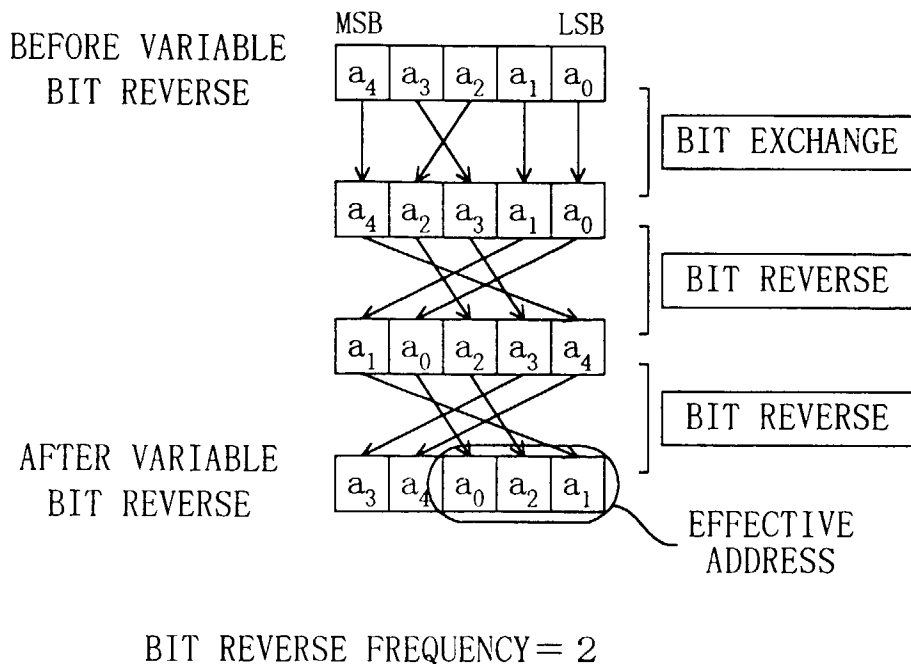 MSB LSB
BEFORE VARIABLE
BIT REVERSE
a4 a3 a2 a1 a0
BIT EXCHANGE
a4 a2 a3 a1 a0
BIT REVERSE
a1 a0 a2 a3 a4
BIT REVERSE
AFTER VARIABLE
BIT REVERSE
a3 a4 a0 a2 a1
EFFECTIVE
ADDRESS
BIT REVERSE FREQUENCY=2